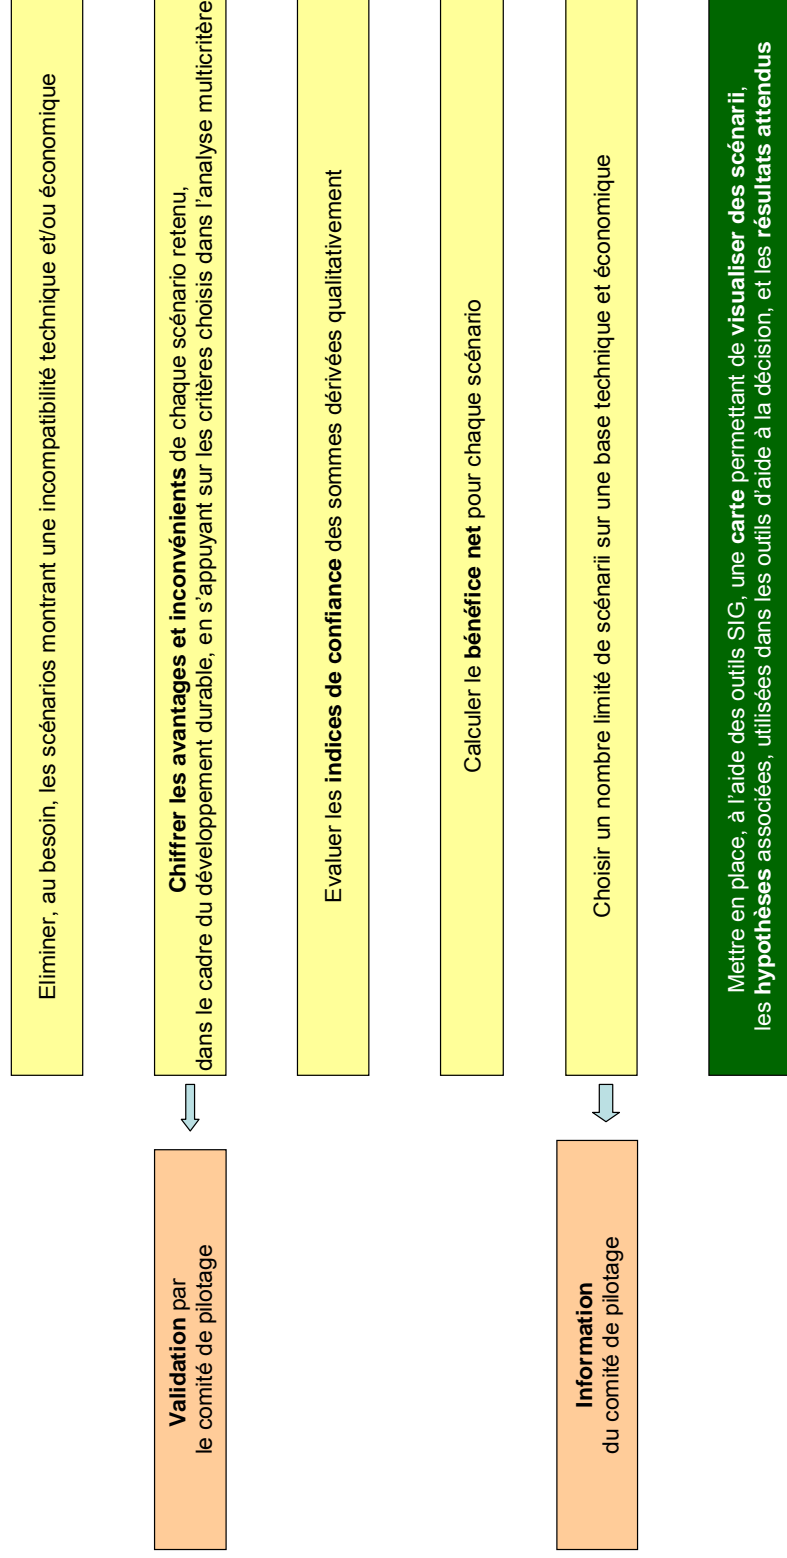 Eliminer, au besoin, les scénarios montrant une incompatibilité technique et/ou économique
Chiffrer les avantages et inconvénients de chaque scénario retenu,
dans le cadre du développement durable, en s’appuyant sur les critères choisis dans l’analyse multicritère
Validation par
le comité de pilotage
Evaluer les indices de confiance des sommes dérivées qualitativement
Calculer le bénéfice net pour chaque scénario
Choisir un nombre limité de scénarii sur une base technique et économique
Information
du comité de pilotage
Mettre en place, à l’aide des outils SIG, une carte permettant de visualiser des scénarii,
les hypothèses associées, utilisées dans les outils d’aide à la décision, et les résultats attendus